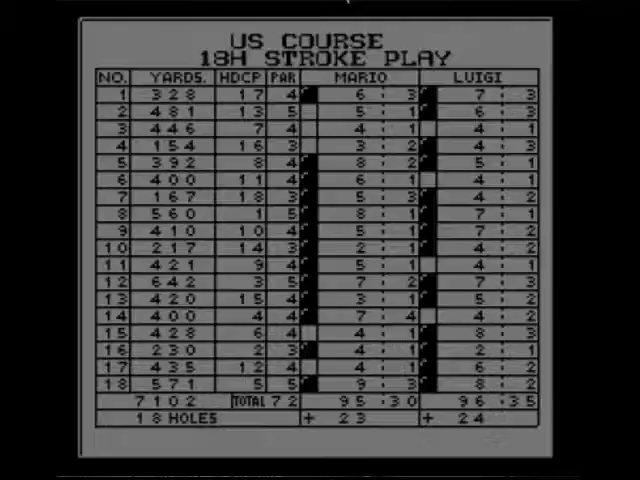 US COURSE
18H STROKE PLAY
NO. YARDS. HDCP PAR MARIO LUIGI
1 328 17 4 6 3 7 3
2 481 13 5 5 1 6 3
3 446 7 4 4 1 4 1
4 154 16 3 3 2 4 3
5 392 8 4 8 2 5 1
6 400 11 4 6 1 4 1
7 167 18 3 5 3 4 2
8 560 1 5 8 1 7 1
9 410 10 4 5 1 7 2
10 217 14 3 2 1 4 2
11 421 9 4 5 1 4 1
12 642 3 5 7 2 7 3
13 420 15 4 3 1 5 2
14 400 4 4 7 4 4 2
15 428 6 4 4 1 8 3
16 230 2 3 4 1 2 1
17 435 12 4 4 1 6 2
18 571 5 5 9 3 8 2
7102 TOTAL 72 95 30 96 35
18 HOLES + 23 + 24